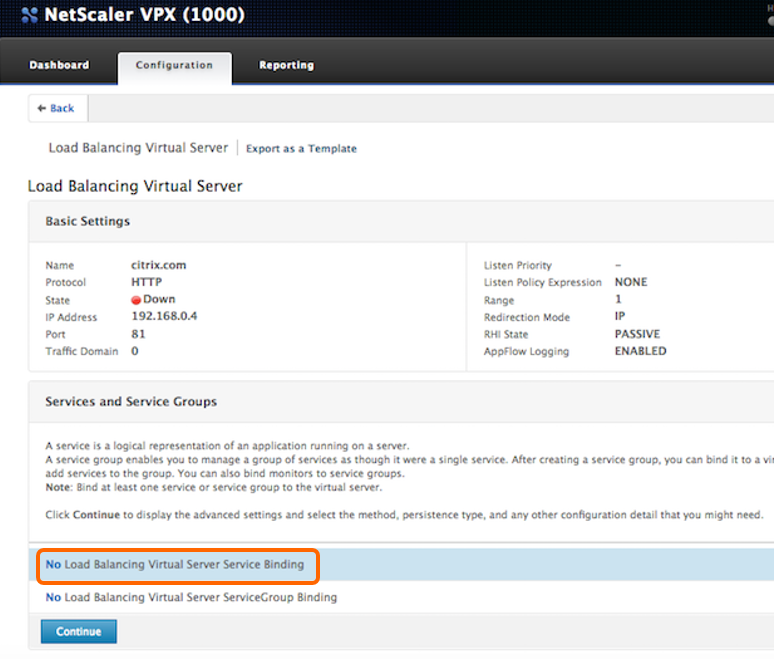 NetScaler VPX (1000)
Dashboard Configuration Reporting
Back
Load Balancing Virtual Server Export as a Template
Load Balancing Virtual Server
Basic Settings
Name citrix.com
Protocol HTTP
State Down
IP Address 192.168.0.4
Port 81
Traffic Domain 0
Listen Priority –
Listen Policy Expression NONE
Range 1
Redirection Mode IP
RHI State PASSIVE
AppFlow Logging ENABLED
Services and Service Groups
A service is a logical representation of an application running on a server.
A service group enables you to manage a group of services as though it were a single service. After creating a service group, you can bind it to a
add services to the group. You can also bind monitors to service groups.
Note: Bind at least one service or service group to the virtual server.
Click Continue to display the advanced settings and select the method, persistence type, and any other configuration detail that you might need.
No Load Balancing Virtual Server Service Binding
No Load Balancing Virtual Server ServiceGroup Binding
Continue